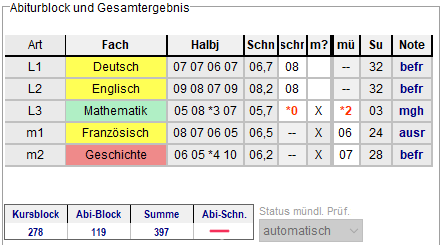 Abiturblock und Gesamtergebnis
Art Fach Halbj Schn schr m? mü Su Note
L1 Deutsch 07 07 06 07 06,7 08 -- 32 befr
L2 Englisch 09 08 07 09 08,2 08 -- 32 befr
L3 Mathematik 05 08 *3 07 05,7 *0 X *2 03 mgh
m1 Französisch 08 07 06 05 06,5 -- X 06 24 ausr
m2 Geschichte 06 05 *4 10 06,2 -- X 07 28 befr
Kursblock Abi-Block Summe Abi-Schn. Status mündl. Prüf.
278 119 397 automatisch